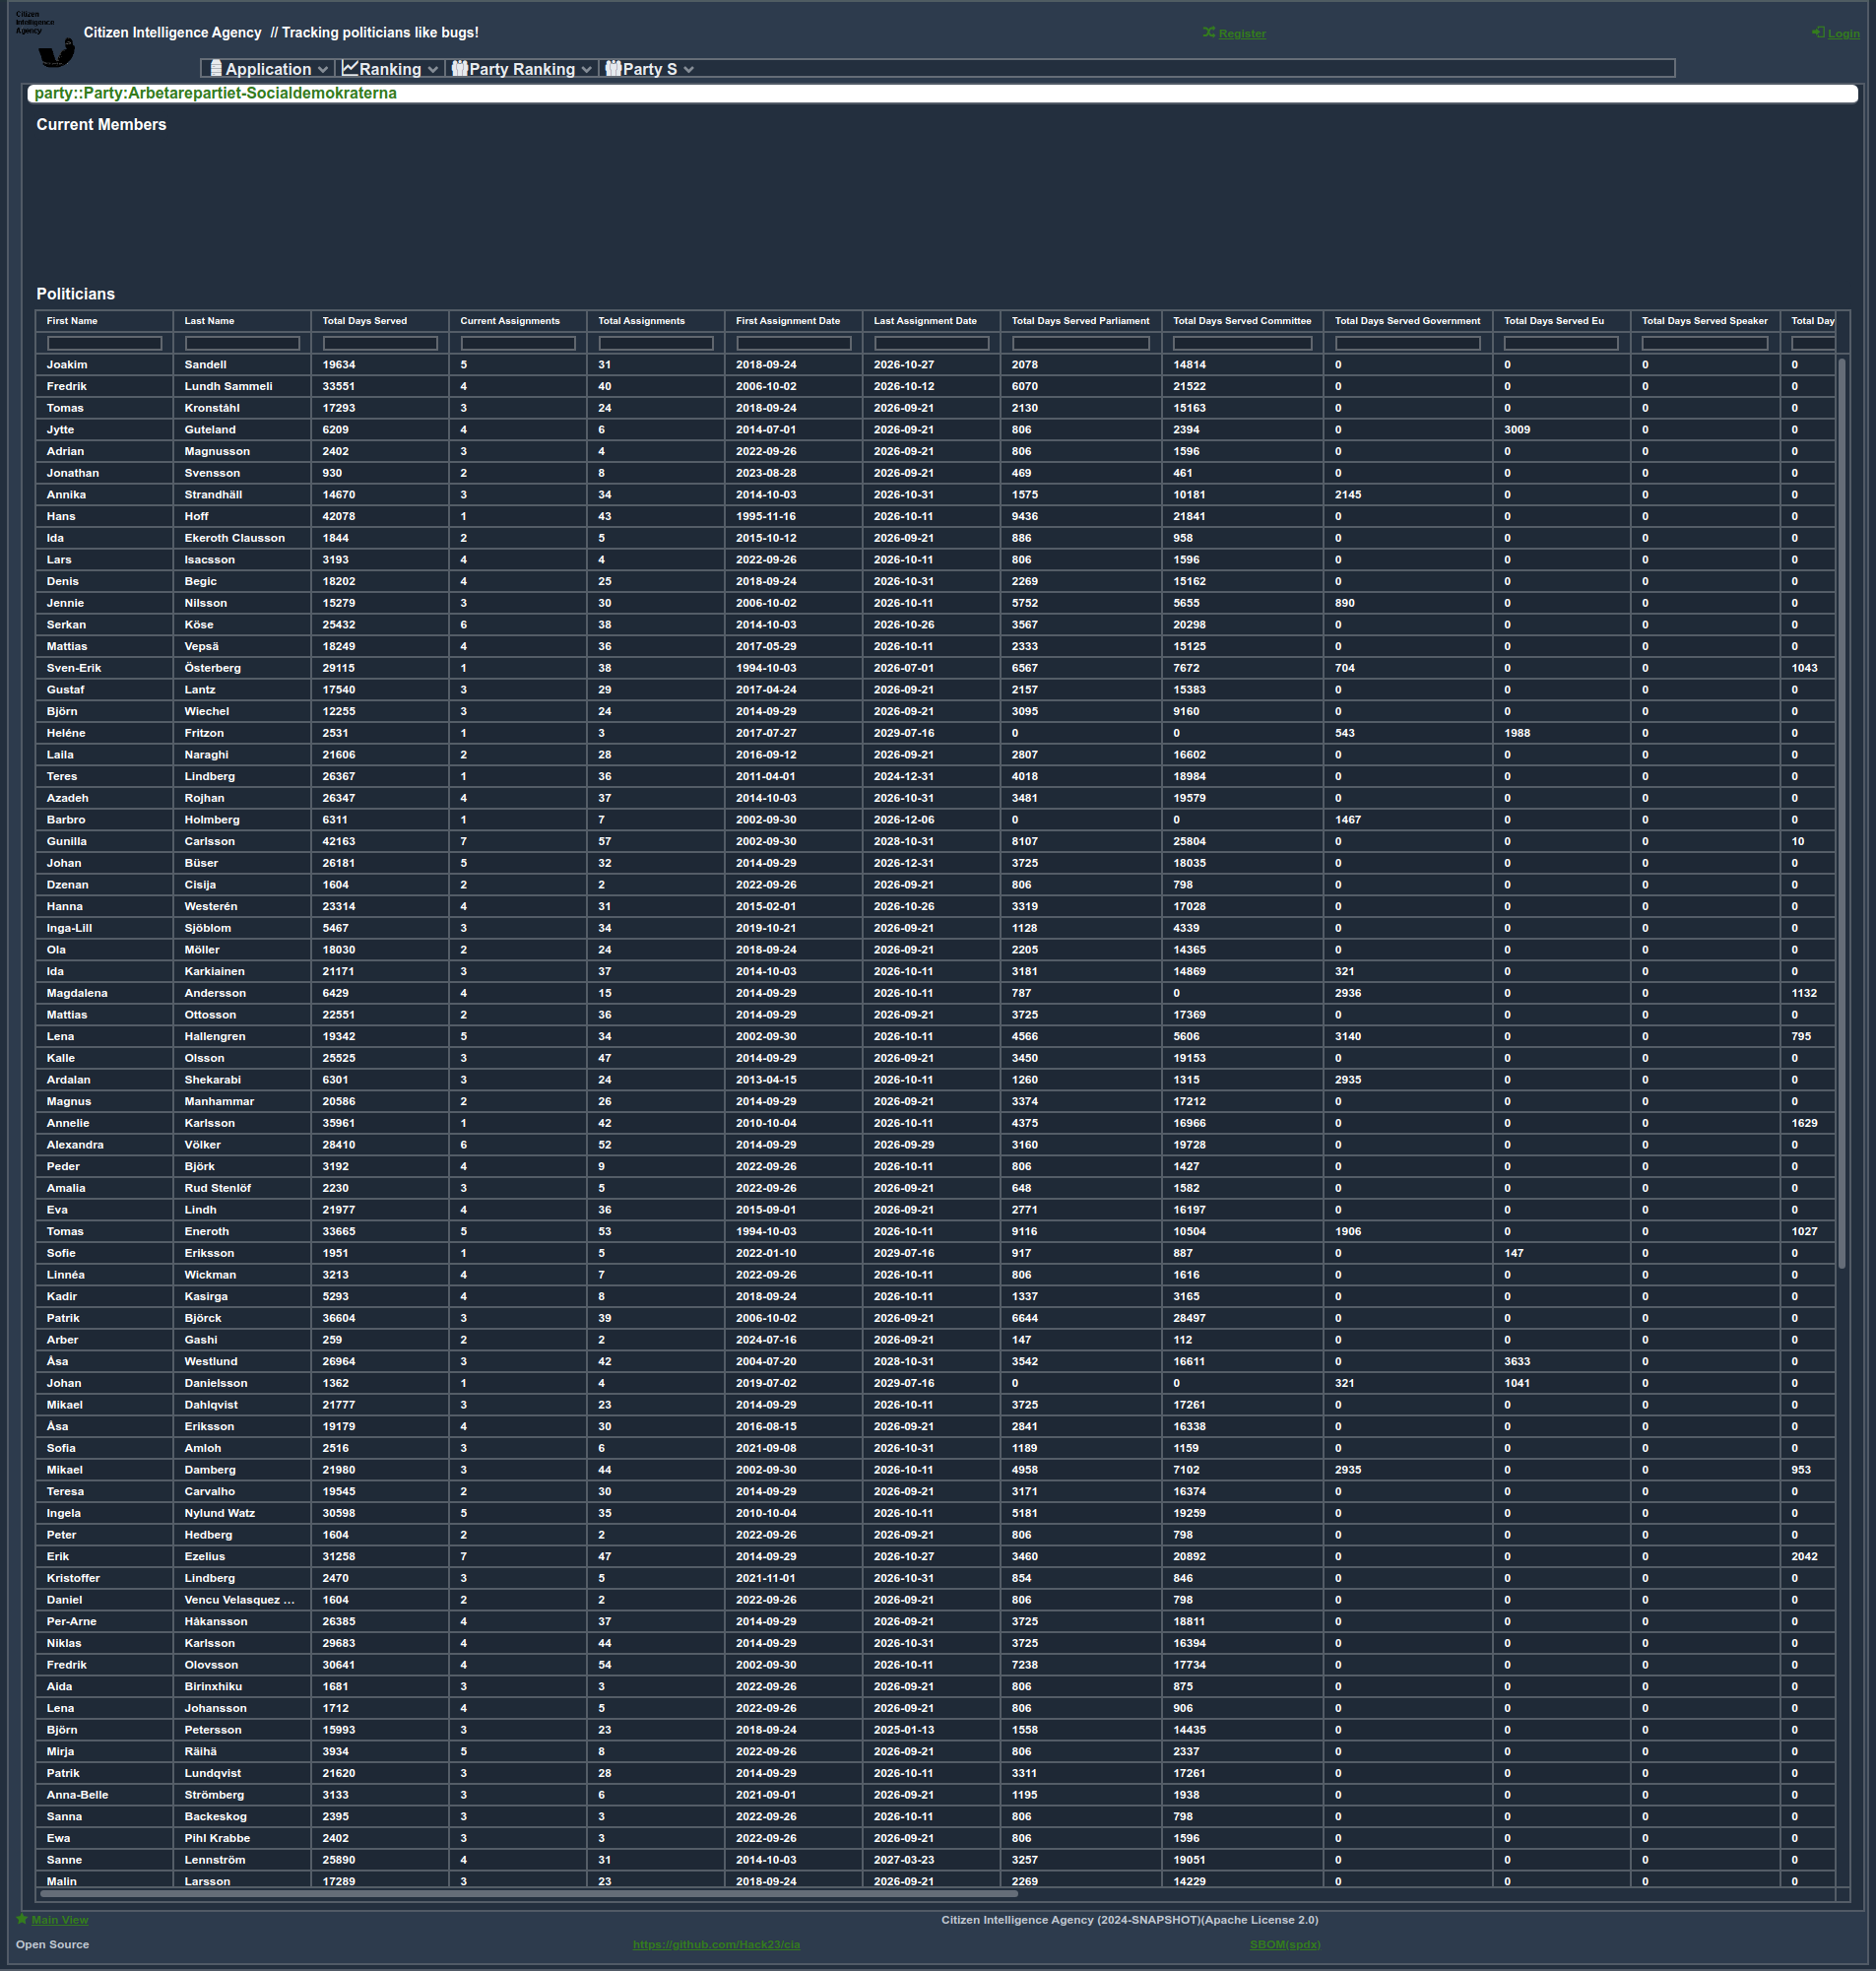 Citizen
Intelligence
Agency
Citizen Intelligence Agency // Tracking politicians like bugs!
Register
Login
Application Ranking Party Ranking Party S
party::Party:Arbetarepartiet-Socialdemokraterna
Current Members
Politicians
First Name Last Name Total Days Served Current Assignments Total Assignments First Assignment Date Last Assignment Date Total Days Served Parliament Total Days Served Committee Total Days Served Government Total Days Served Eu Total Days Served Speaker Total Day
Joakim Sandell 19634 5 31 2018-09-24 2026-10-27 2078 14814 0 0 0 0
Fredrik Lundh Sammeli 33551 4 40 2006-10-02 2026-10-12 6070 21522 0 0 0 0
Tomas Kronståhl 17293 3 24 2018-09-24 2026-09-21 2130 15163 0 0 0 0
Jytte Guteland 6209 4 6 2014-07-01 2026-09-21 806 2394 0 3009 0 0
Adrian Magnusson 2402 3 4 2022-09-26 2026-09-21 806 1596 0 0 0 0
Jonathan Svensson 930 2 8 2023-08-28 2026-09-21 469 461 0 0 0 0
Annika Strandhäll 14670 3 34 2014-10-03 2026-10-31 1575 10181 2145 0 0 0
Hans Hoff 42078 1 43 1995-11-16 2026-10-11 9436 21841 0 0 0 0
Ida Ekeroth Clausson 1844 2 5 2015-10-12 2026-09-21 886 958 0 0 0 0
Lars Isacsson 3193 4 4 2022-09-26 2026-10-11 806 1596 0 0 0 0
Denis Begic 18202 4 25 2018-09-24 2026-10-31 2269 15162 0 0 0 0
Jennie Nilsson 15279 3 30 2006-10-02 2026-10-11 5752 5655 890 0 0 0
Serkan Köse 25432 6 38 2014-10-03 2026-10-26 3567 20298 0 0 0 0
Mattias Vepsä 18249 4 36 2017-05-29 2026-10-11 2333 15125 0 0 0 0
Sven-Erik Österberg 29115 1 38 1994-10-03 2026-07-01 6567 7672 704 0 0 1043
Gustaf Lantz 17540 3 29 2017-04-24 2026-09-21 2157 15383 0 0 0 0
Björn Wiechel 12255 3 24 2014-09-29 2026-09-21 3095 9160 0 0 0 0
Heléne Fritzon 2531 1 3 2017-07-27 2029-07-16 0 0 543 1988 0 0
Laila Naraghi 21606 2 28 2016-09-12 2026-09-21 2807 16602 0 0 0 0
Teres Lindberg 26367 1 36 2011-04-01 2024-12-31 4018 18984 0 0 0 0
Azadeh Rojhan 26347 4 37 2014-10-03 2026-10-31 3481 19579 0 0 0 0
Barbro Holmberg 6311 1 7 2002-09-30 2026-12-06 0 0 1467 0 0 0
Gunilla Carlsson 42163 7 57 2002-09-30 2028-10-31 8107 25804 0 0 0 10
Johan Büser 26181 5 32 2014-09-29 2026-12-31 3725 18035 0 0 0 0
Dzenan Cisija 1604 2 2 2022-09-26 2026-09-21 806 798 0 0 0 0
Hanna Westerén 23314 4 31 2015-02-01 2026-10-26 3319 17028 0 0 0 0
Inga-Lill Sjöblom 5467 3 34 2019-10-21 2026-09-21 1128 4339 0 0 0 0
Ola Möller 18030 2 24 2018-09-24 2026-09-21 2205 14365 0 0 0 0
Ida Karkiainen 21171 3 37 2014-10-03 2026-10-11 3181 14869 321 0 0 0
Magdalena Andersson 6429 4 15 2014-09-29 2026-10-11 787 0 2936 0 0 1132
Mattias Ottosson 22551 2 36 2014-09-29 2026-09-21 3725 17369 0 0 0 0
Lena Hallengren 19342 5 34 2002-09-30 2026-10-11 4566 5606 3140 0 0 795
Kalle Olsson 25525 3 47 2014-09-29 2026-09-21 3450 19153 0 0 0 0
Ardalan Shekarabi 6301 3 24 2013-04-15 2026-10-11 1260 1315 2935 0 0 0
Magnus Manhammar 20586 2 26 2014-09-29 2026-09-21 3374 17212 0 0 0 0
Annelie Karlsson 35961 1 42 2010-10-04 2026-10-11 4375 16966 0 0 0 1629
Alexandra Völker 28410 6 52 2014-09-29 2026-09-29 3160 19728 0 0 0 0
Peder Björk 3192 4 9 2022-09-26 2026-10-11 806 1427 0 0 0 0
Amalia Rud Stenlöf 2230 3 5 2022-09-26 2026-09-21 648 1582 0 0 0 0
Eva Lindh 21977 4 36 2015-09-01 2026-09-21 2771 16197 0 0 0 0
Tomas Eneroth 33665 5 53 1994-10-03 2026-10-11 9116 10504 1906 0 0 1027
Sofie Eriksson 1951 1 5 2022-01-10 2029-07-16 917 887 0 147 0 0
Linnéa Wickman 3213 4 7 2022-09-26 2026-10-11 806 1616 0 0 0 0
Kadir Kasirga 5293 4 8 2018-09-24 2026-10-11 1337 3165 0 0 0 0
Patrik Björck 36604 3 39 2006-10-02 2026-09-21 6644 28497 0 0 0 0
Arber Gashi 259 2 2 2024-07-16 2026-09-21 147 112 0 0 0 0
Åsa Westlund 26964 3 42 2004-07-20 2028-10-31 3542 16611 0 3633 0 0
Johan Danielsson 1362 1 4 2019-07-02 2029-07-16 0 0 321 1041 0 0
Mikael Dahlqvist 21777 3 23 2014-09-29 2026-10-11 3725 17261 0 0 0 0
Åsa Eriksson 19179 4 30 2016-08-15 2026-09-21 2841 16338 0 0 0 0
Sofia Amloh 2516 3 6 2021-09-08 2026-10-31 1189 1159 0 0 0 0
Mikael Damberg 21980 3 44 2002-09-30 2026-10-11 4958 7102 2935 0 0 953
Teresa Carvalho 19545 2 30 2014-09-29 2026-09-21 3171 16374 0 0 0 0
Ingela Nylund Watz 30598 5 35 2010-10-04 2026-10-11 5181 19259 0 0 0 0
Peter Hedberg 1604 2 2 2022-09-26 2026-09-21 806 798 0 0 0 0
Erik Ezelius 31258 7 47 2014-09-29 2026-10-27 3460 20892 0 0 0 2042
Kristoffer Lindberg 2470 3 5 2021-11-01 2026-10-31 854 846 0 0 0 0
Daniel Vencu Velasquez ... 1604 2 2 2022-09-26 2026-09-21 806 798 0 0 0 0
Per-Arne Håkansson 26385 4 37 2014-09-29 2026-09-21 3725 18811 0 0 0 0
Niklas Karlsson 29683 4 44 2014-09-29 2026-10-31 3725 16394 0 0 0 0
Fredrik Olovsson 30641 4 54 2002-09-30 2026-10-11 7238 17734 0 0 0 0
Aida Birinxhiku 1681 3 3 2022-09-26 2026-09-21 806 875 0 0 0 0
Lena Johansson 1712 4 5 2022-09-26 2026-09-21 806 906 0 0 0 0
Björn Petersson 15993 3 23 2018-09-24 2025-01-13 1558 14435 0 0 0 0
Mirja Räihä 3934 5 8 2022-09-26 2026-09-21 806 2337 0 0 0 0
Patrik Lundqvist 21620 3 28 2014-09-29 2026-10-11 3311 17261 0 0 0 0
Anna-Belle Strömberg 3133 3 6 2021-09-01 2026-09-21 1195 1938 0 0 0 0
Sanna Backeskog 2395 3 3 2022-09-26 2026-10-11 806 798 0 0 0 0
Ewa Pihl Krabbe 2402 3 3 2022-09-26 2026-09-21 806 1596 0 0 0 0
Sanne Lennström 25890 4 31 2014-10-03 2027-03-23 3257 19051 0 0 0 0
Malin Larsson 17289 3 23 2018-09-24 2026-09-21 2269 14229 0 0 0 0
Main View
Citizen Intelligence Agency (2024-SNAPSHOT)(Apache License 2.0)
Open Source
https://github.com/Hack23/cia
SBOM(spdx)